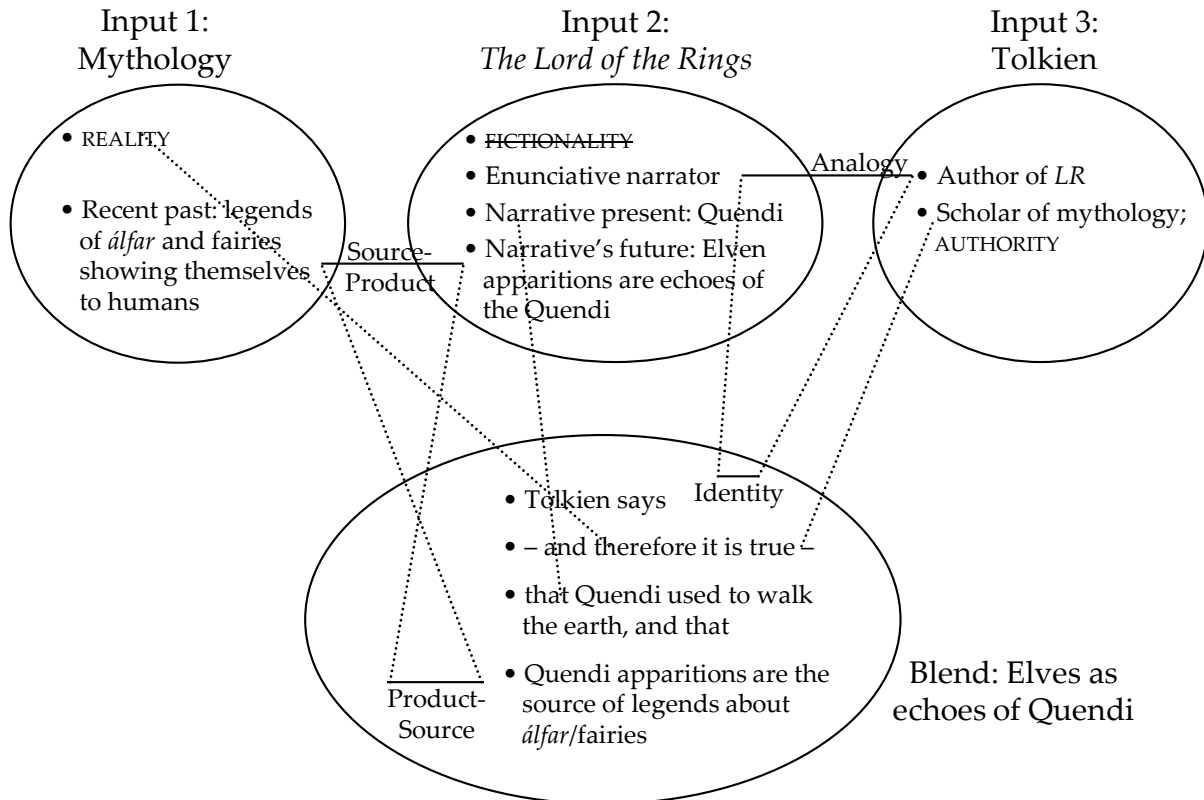 Input 1:
Mythology
Input 2:
The Lord of the Rings
Input 3:
Tolkien
• REALITY
• Recent past: legends
of álfar and fairies
showing themselves
to humans
Source-
Product
• FICTIONALITY
• Enunciative narrator
• Narrative present: Quendi
• Narrative’s future: Elven
apparitions are echoes of
the Quendi
Analogy
• Author of LR
• Scholar of mythology;
AUTHORITY
Identity
• Tolkien says
• – and therefore it is true –
• that Quendi used to walk
the earth, and that
• Quendi apparitions are the
source of legends about
álfar/fairies
Product-
Source
Blend: Elves as
echoes of Quendi